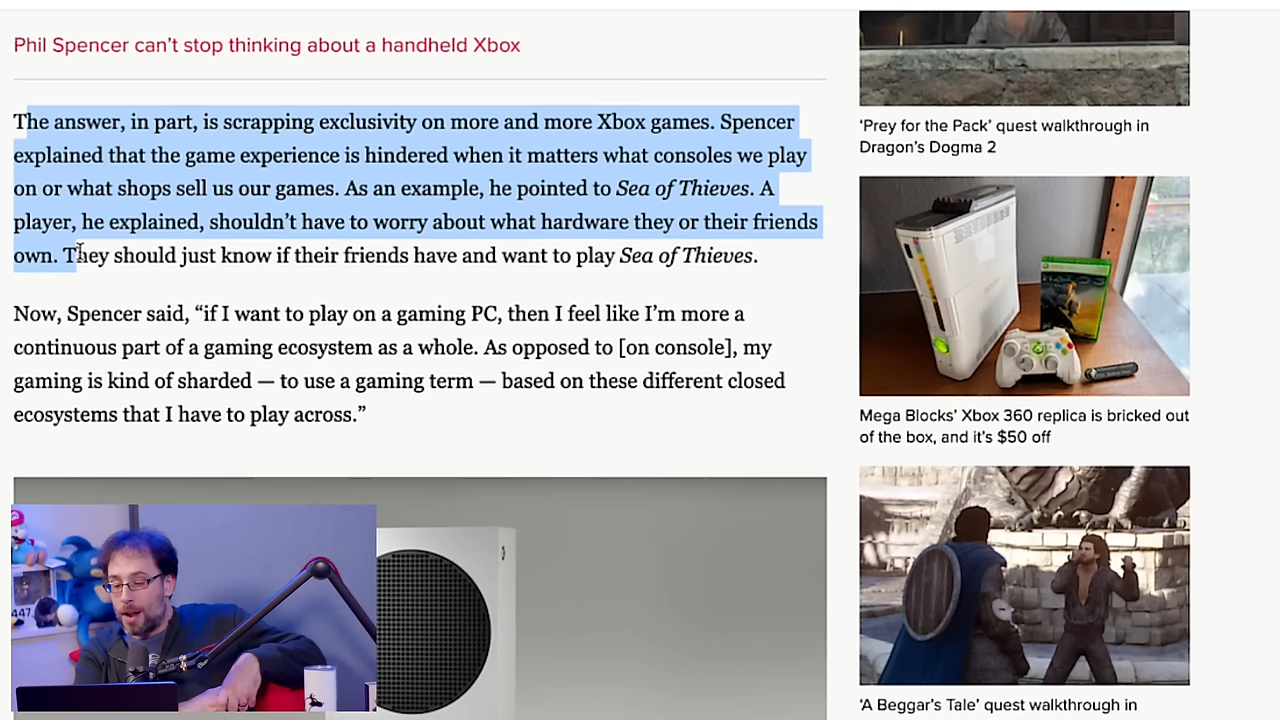 Phil Spencer can’t stop thinking about a handheld Xbox
The answer, in part, is scrapping exclusivity on more and more Xbox games. Spencer
explained that the game experience is hindered when it matters what consoles we play
on or what shops sell us our games. As an example, he pointed to Sea of Thieves. A
player, he explained, shouldn’t have to worry about what hardware they or their friends
own. They should just know if their friends have and want to play Sea of Thieves.
Now, Spencer said, “if I want to play on a gaming PC, then I feel like I’m more a
continuous part of a gaming ecosystem as a whole. As opposed to [on console], my
gaming is kind of sharded — to use a gaming term — based on these different closed
ecosystems that I have to play across.”
447
‘Prey for the Pack’ quest walkthrough in
Dragon’s Dogma 2
Mega Blocks’ Xbox 360 replica is bricked out
of the box, and it’s $50 off
‘A Beggar’s Tale’ quest walkthrough in